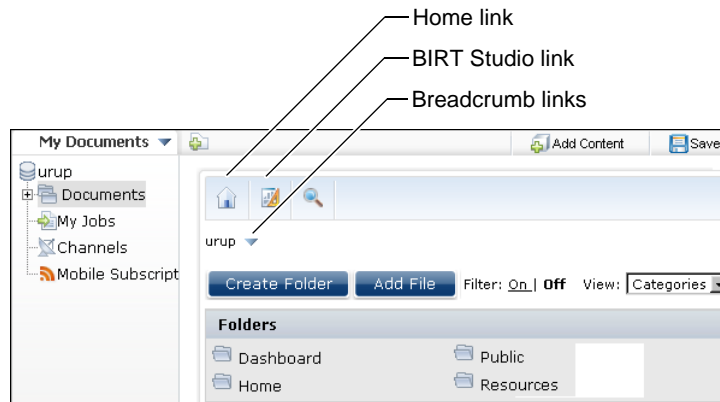 Home link
BIRT Studio link
Breadcrumb links
My Documents
Add Content
Save
urup
Documents
My Jobs
Channels
Mobile Subscript
urup
Create Folder
Add File
Filter: On | Off
View: Categories
Folders
Dashboard
Public
Home
Resources